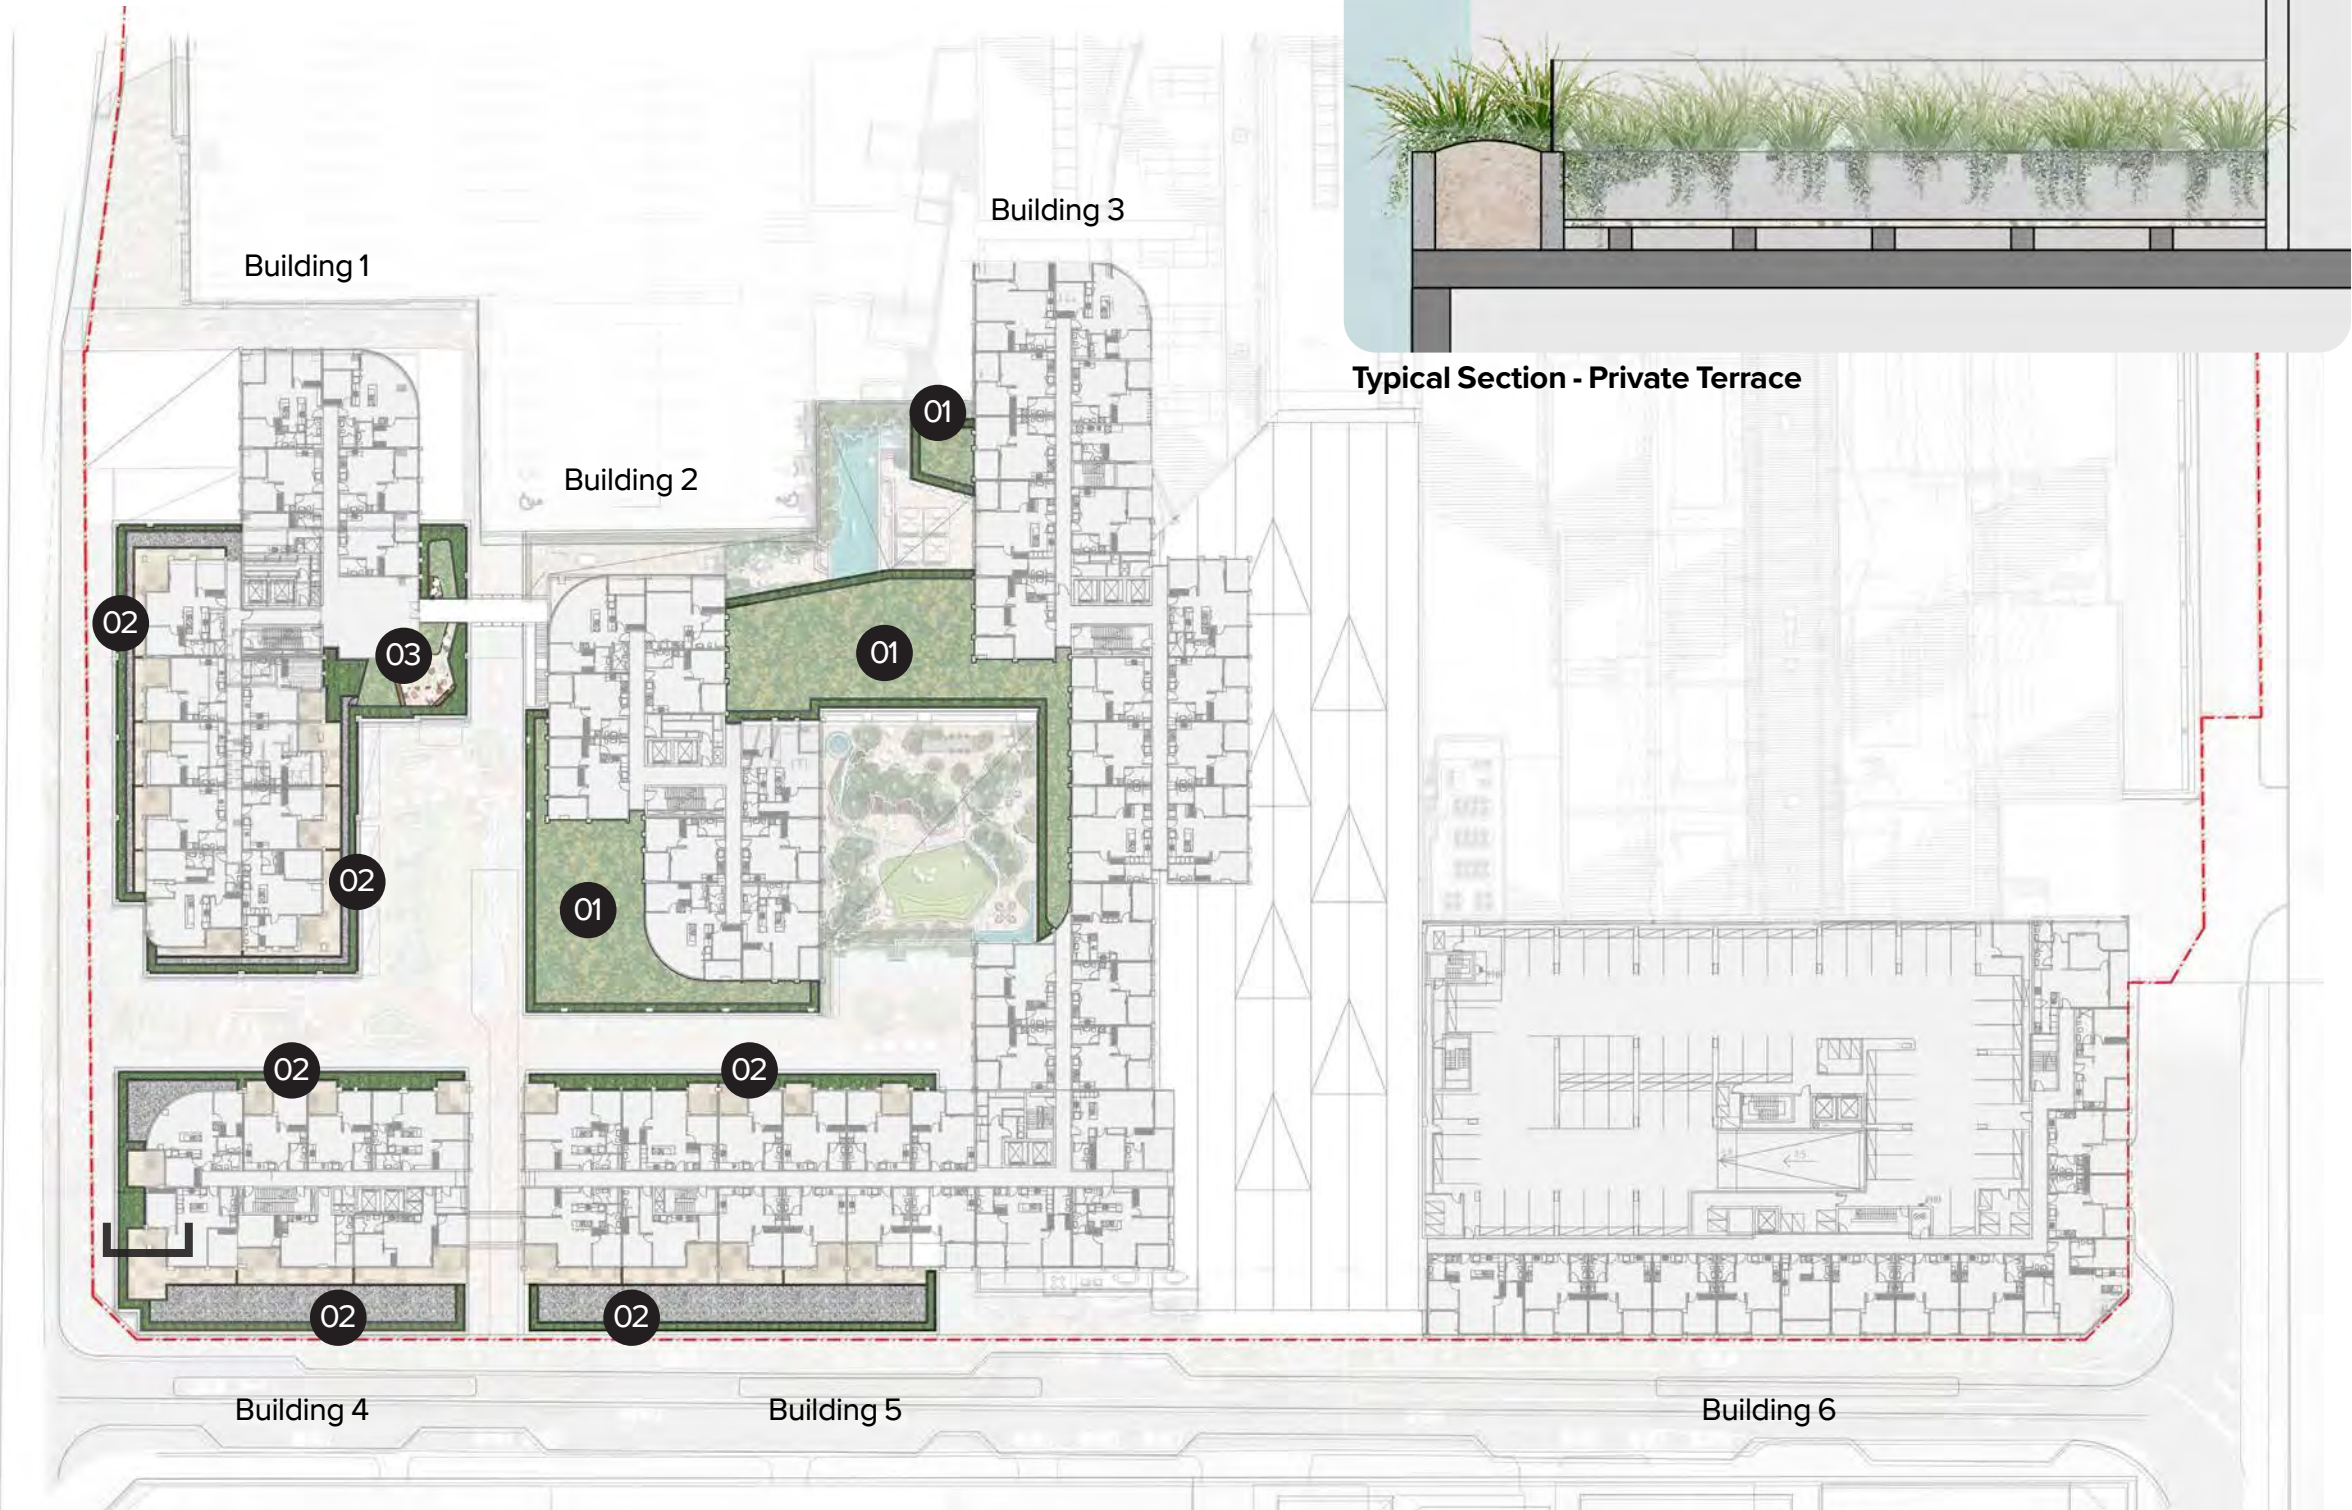 Building 3
Building 1
Typical Section - Private Terrace
01
Building 2
02
03
01
02
01
02
02
02
02
Building 4
Building 5
Building 6